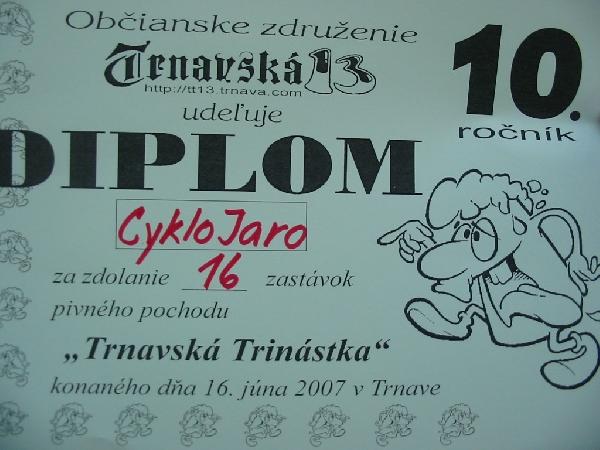 Občianske združenie
Trnavská 13
http://tt13.trnava.com
udeľuje
10.
ročník
DIPLOM
CykloJaro
za zdolanie 16 zastávok
pivného pochodu
„Trnavská Trinástka“
konaného dňa 16. júna 2007 v Trnave